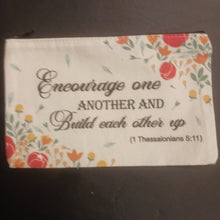 Encourage one
ANOTHER AND
Build each other up
(1 Thessalonians 5:11)